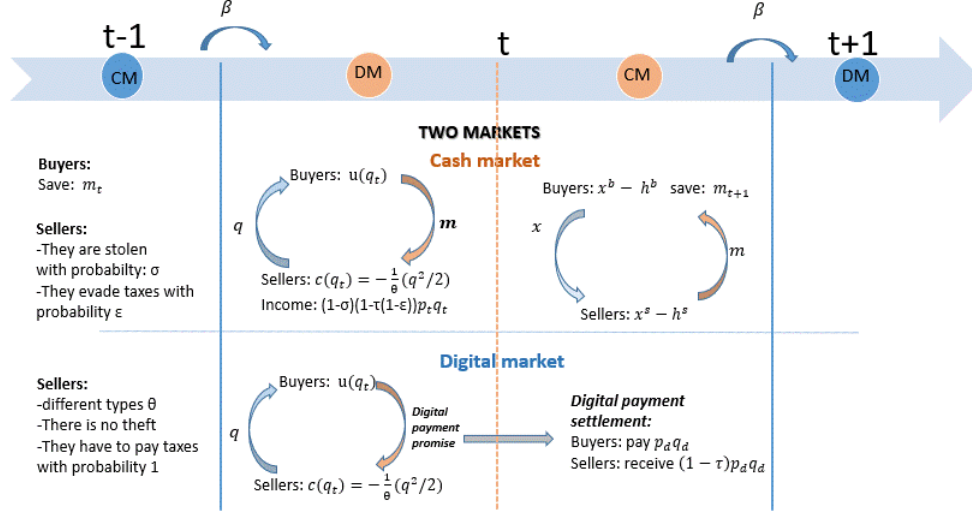 β
β
t-1
t
t+1
CM
DM
CM
DM
TWO MARKETS
Cash market
Buyers:
Save: m_t
Sellers:
-They are stolen
with probabilty: σ
-They evade taxes with
probability ε
Buyers: u(q_t)
q
m
Sellers: c(q_t) = −1/θ(q²/2)
Income: (1-σ)(1-τ(1-ε))p_t q_t
Buyers: x^b − h^b save: m_{t+1}
x
m
Sellers: x^s − h^s
Digital market
Sellers:
-different types θ
-There is no theft
-They have to pay taxes
with probability 1
Buyers: u(q_t)
q
Digital
payment
promise
Sellers: c(q_t) = −1/θ(q²/2)
Digital payment
settlement:
Buyers: pay p_d q_d
Sellers: receive (1 − τ)p_d q_d